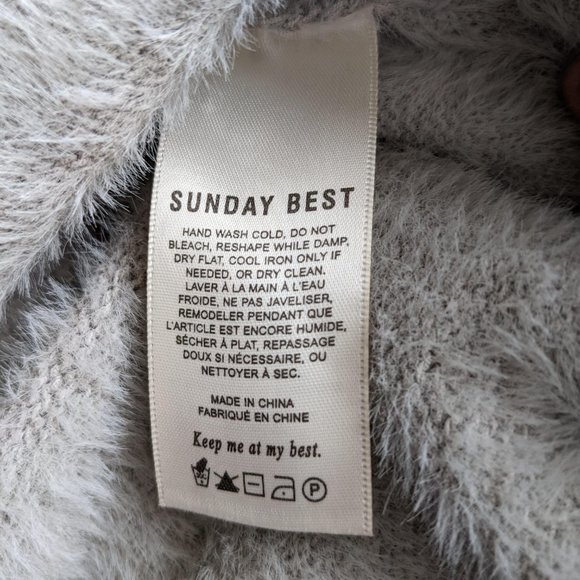 SUNDAY BEST
HAND WASH COLD, DO NOT
BLEACH, RESHAPE WHILE DAMP,
DRY FLAT, COOL IRON ONLY IF
NEEDED, OR DRY CLEAN.
LAVER À LA MAIN À L'EAU
FROIDE, NE PAS JAVELISER,
REMODELER PENDANT QUE
L'ARTICLE EST ENCORE HUMIDE,
SÉCHER À PLAT, REPASSAGE
DOUX SI NÉCESSAIRE, OU
NETTOYER À SEC.
MADE IN CHINA
FABRIQUÉ EN CHINE
Keep me at my best.
P